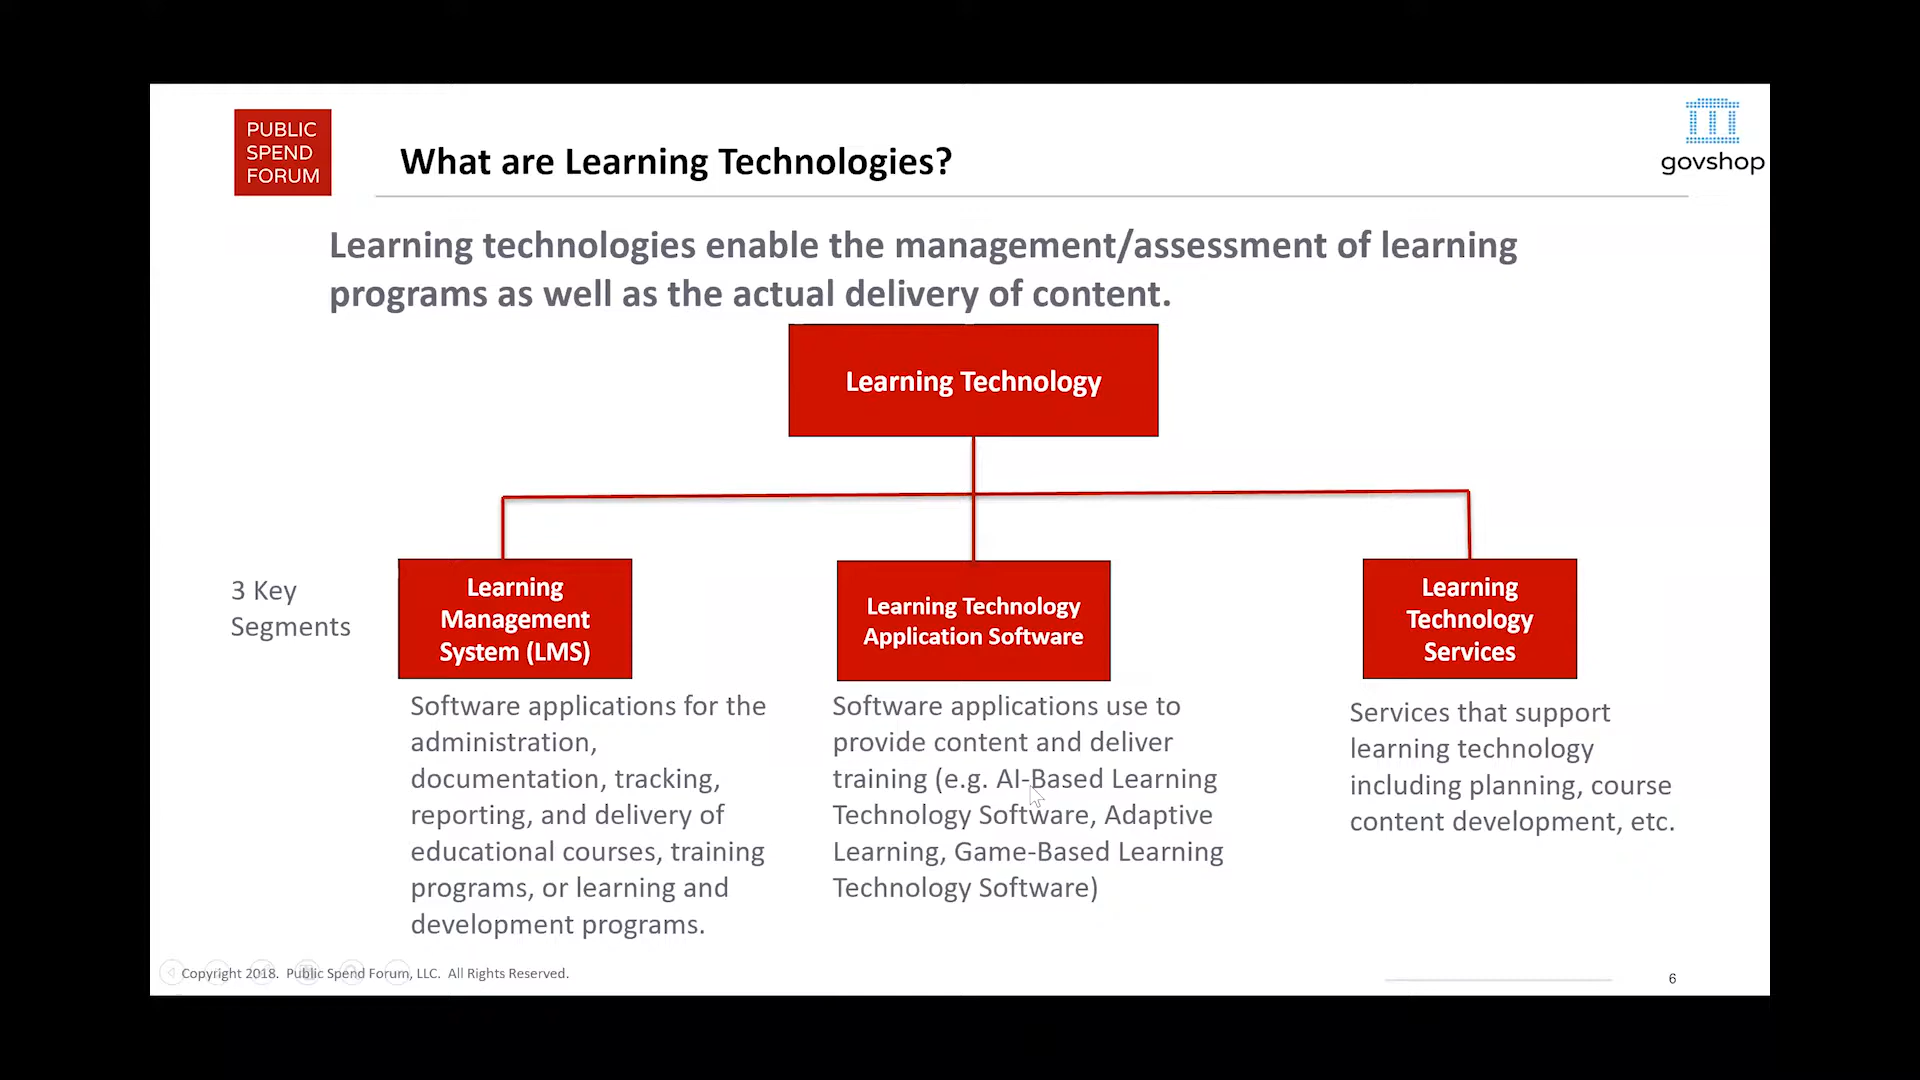 PUBLIC
SPEND
FORUM
What are Learning Technologies?
govshop
Learning technologies enable the management/assessment of learning
programs as well as the actual delivery of content.
Learning Technology
3 Key
Segments
Learning
Management
System (LMS)
Software applications for the
administration,
documentation, tracking,
reporting, and delivery of
educational courses, training
programs, or learning and
development programs.
Learning Technology
Application Software
Software applications use to
provide content and deliver
training (e.g. AI-Based Learning
Technology Software, Adaptive
Learning, Game-Based Learning
Technology Software)
Learning
Technology
Services
Services that support
learning technology
including planning, course
content development, etc.
Copyright 2018. Public Spend Forum, LLC. All Rights Reserved.
6